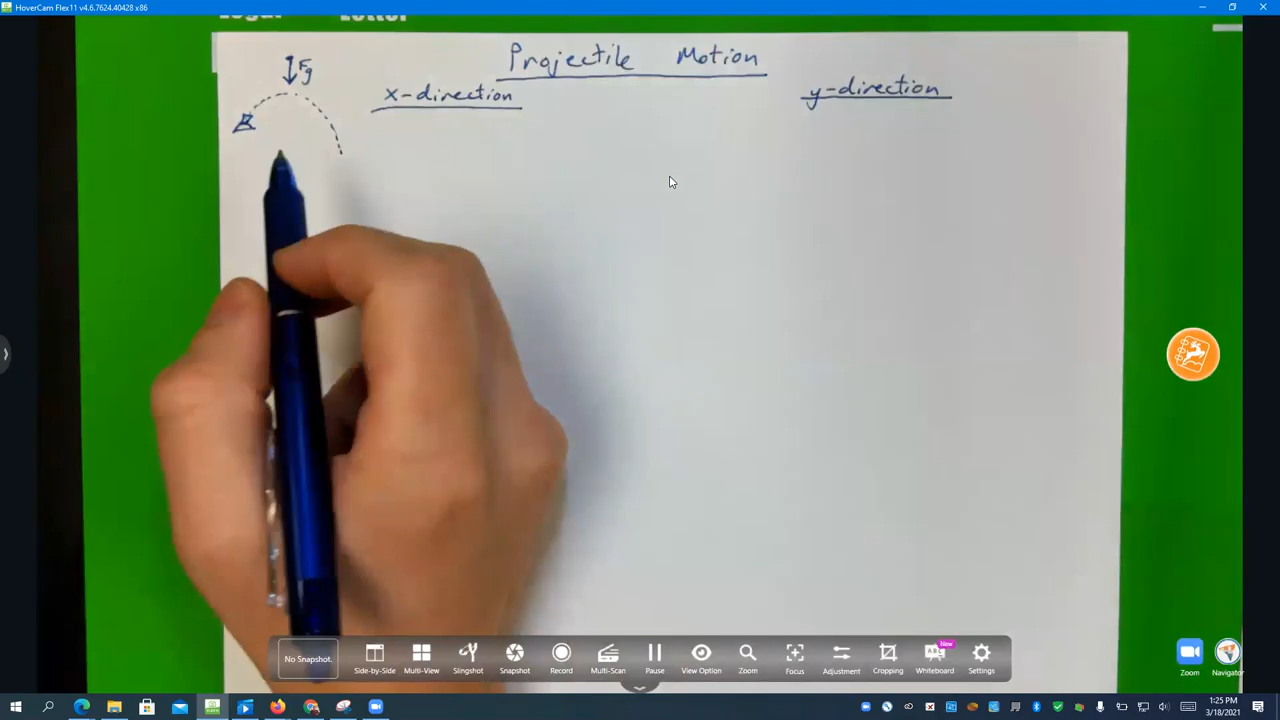 HoverCam Flex11 v4.6.7624.40428 x86
Legal Letter
Projectile Motion
Fg
x-direction
y-direction
No Snapshot.
Side-by-Side
Multi-View
Slingshot
Snapshot
Record
Multi-Scan
Pause
View Option
Zoom
Focus
Adjustment
Cropping
New
Whiteboard
Settings
Zoom
Navigator
1:25 PM
3/18/2021